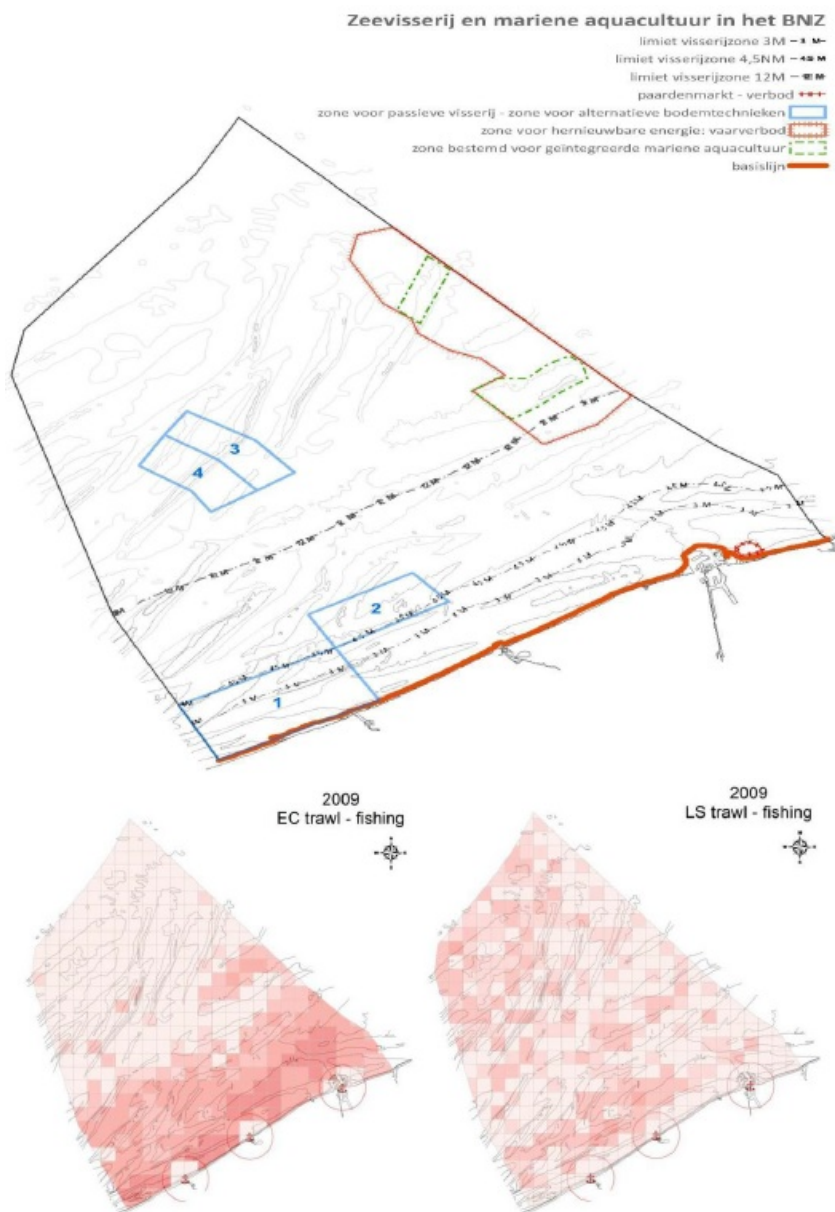 Zeevisserij en mariene aquacultuur in het BNZ
limiet visserijzone 3M
limiet visserijzone 4,5NM
limiet visserijzone 12M
paardenmarkt - verbod
zone voor passieve visserij - zone voor alternatieve bodemtechnieken
zone voor hernieuwbare energie: vaarverbod
zone bestemd voor geïntegreerde mariene aquacultuur
basislijn
3
4
2
1
2009
EC trawl - fishing
2009
LS trawl - fishing